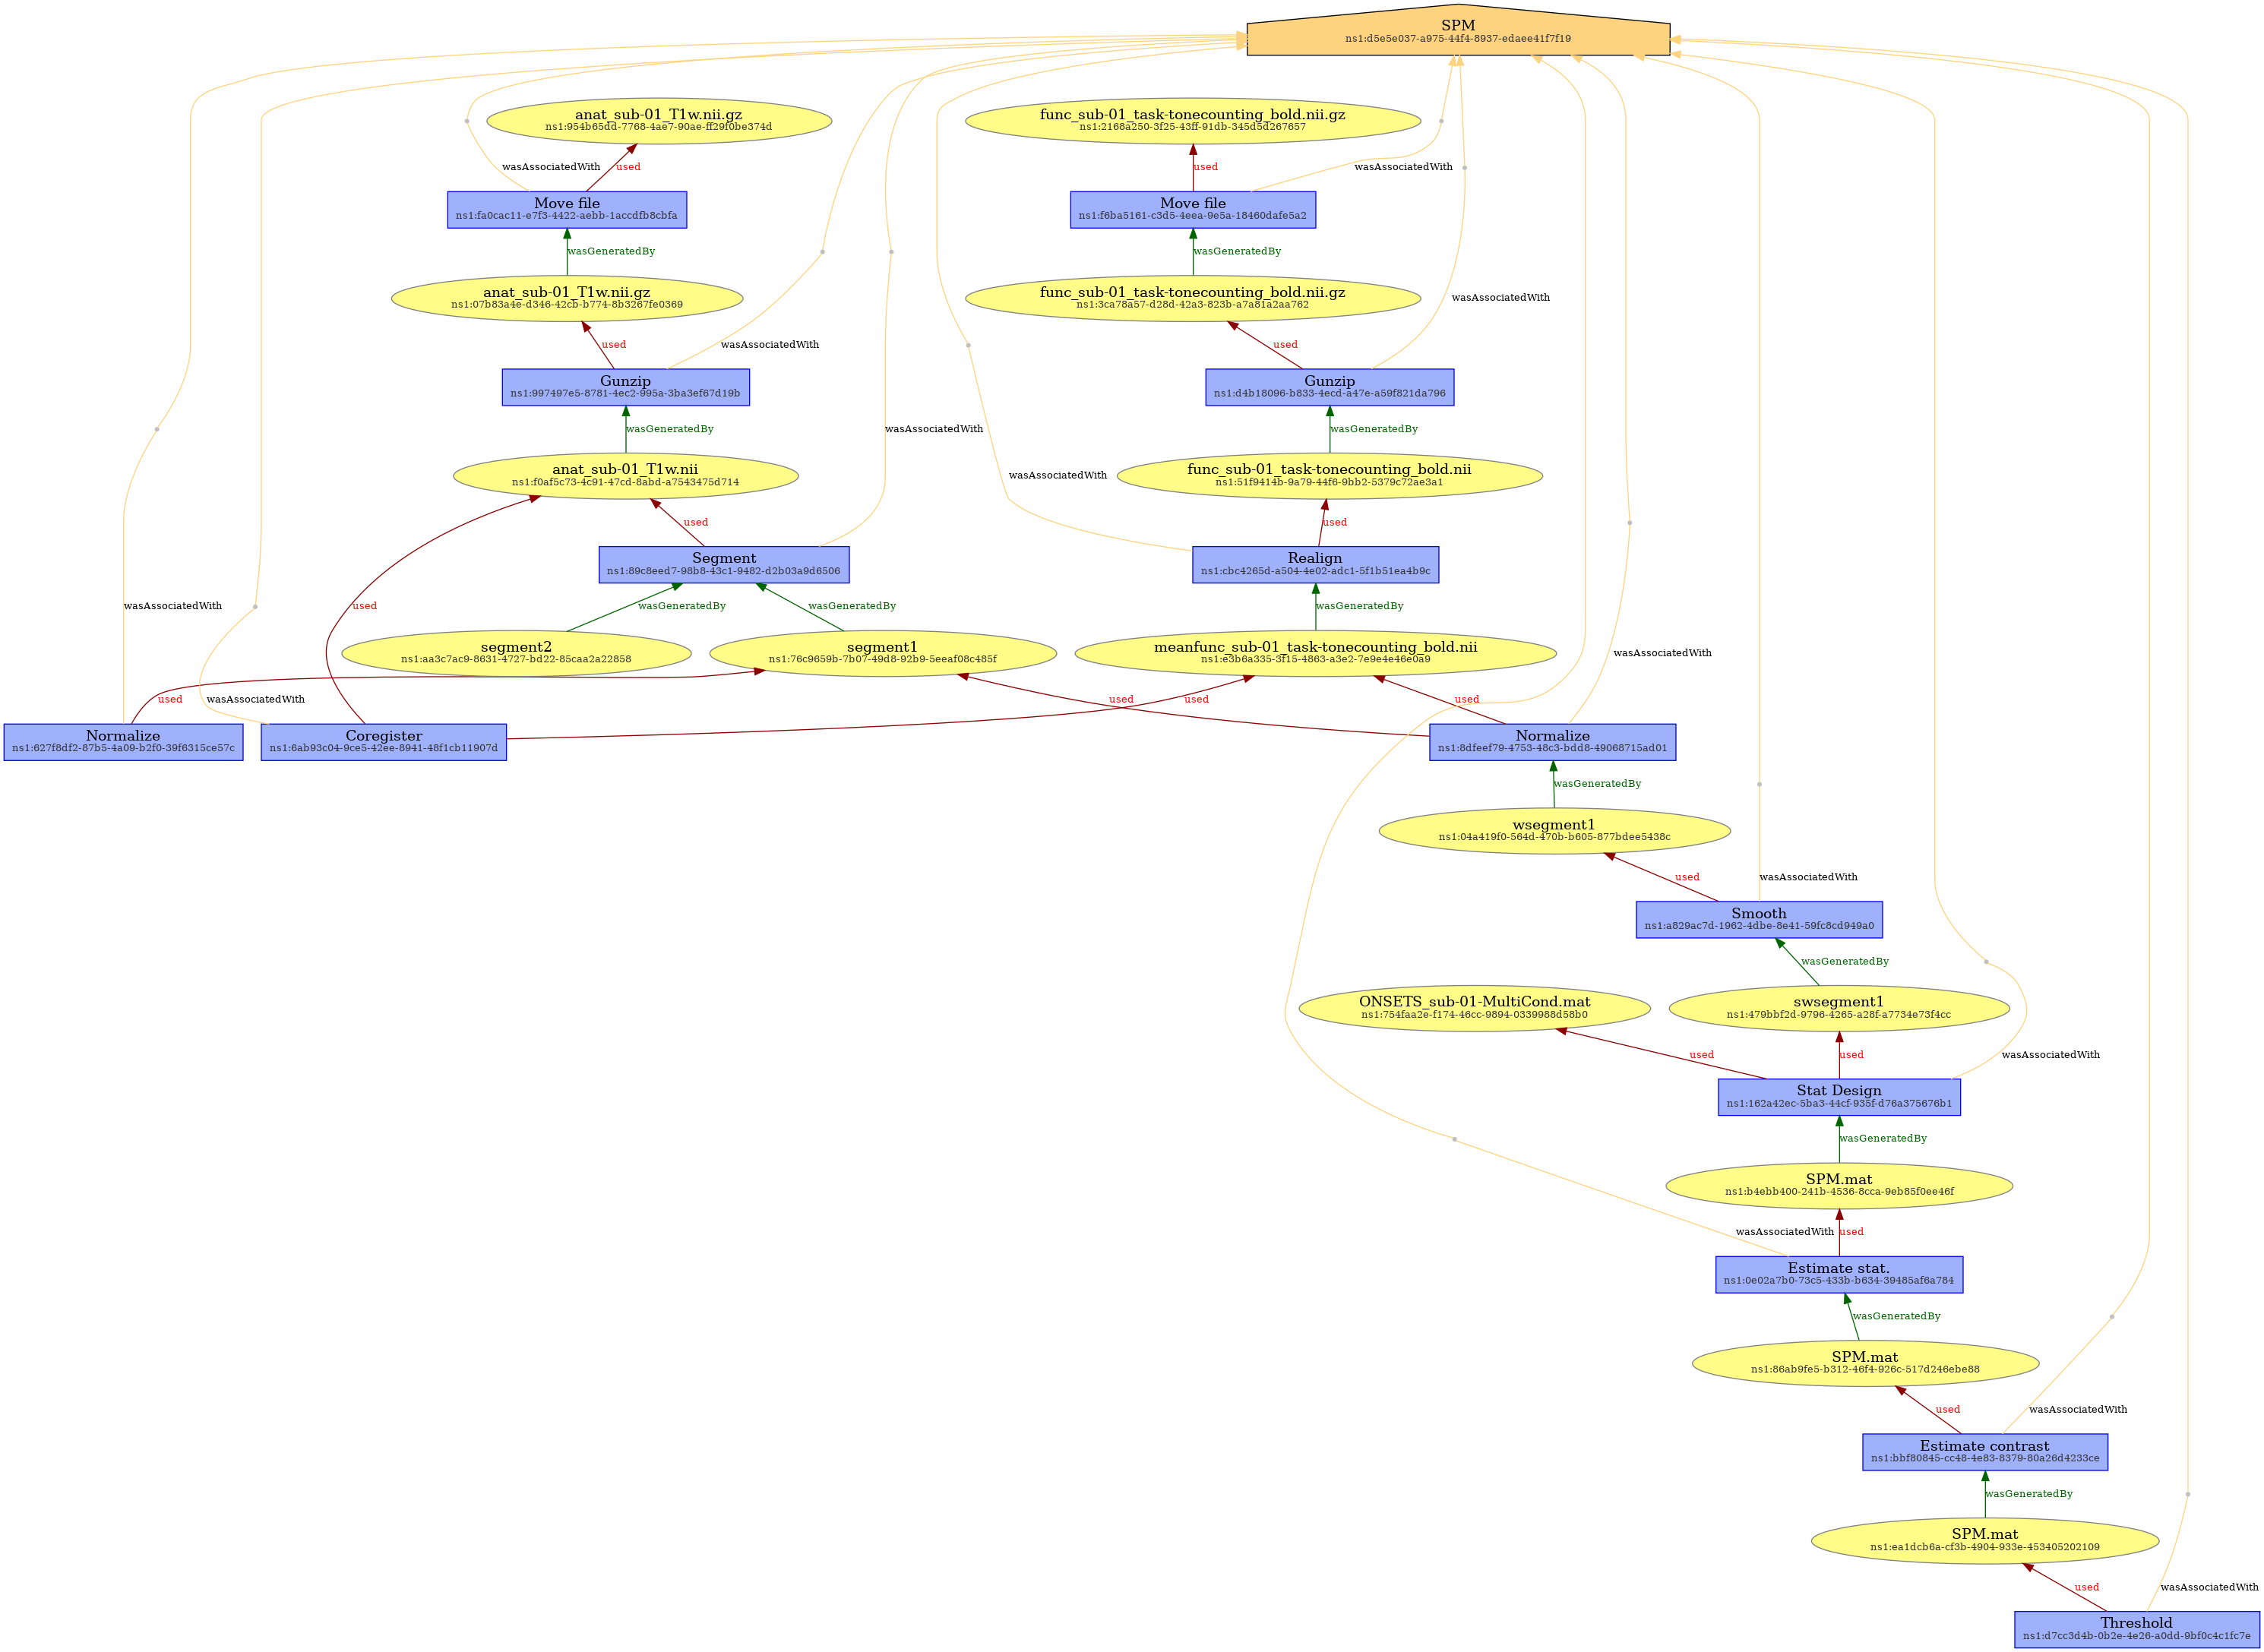 SPM
ns1:d5e5e037-a975-44f4-8937-edaee41f7f19
anat_sub-01_T1w.nii.gz
ns1:954b65dd-7768-4ae7-90ae-ff29f0be374d
func_sub-01_task-tonecounting_bold.nii.gz
ns1:2168a250-3f25-43ff-91db-345d5d267657
wasAssociatedWith
used
used
wasAssociatedWith
Move file
ns1:fa0cac11-e7f3-4422-aebb-1accdfb8cbfa
Move file
ns1:f6ba5161-c3d5-4eea-9e5a-18460dafe5a2
wasGeneratedBy
wasGeneratedBy
anat_sub-01_T1w.nii.gz
ns1:07b83a4e-d346-42cb-b774-8b3267fe0369
func_sub-01_task-tonecounting_bold.nii.gz
ns1:3ca78a57-d28d-42a3-823b-a7a81a2aa762
wasAssociatedWith
used
wasAssociatedWith
used
Gunzip
ns1:997497e5-8781-4ec2-995a-3ba3ef67d19b
Gunzip
ns1:d4b18096-b833-4ecd-a47e-a59f821da796
wasGeneratedBy
wasAssociatedWith
wasGeneratedBy
anat_sub-01_T1w.nii
ns1:f0af5c73-4c91-47cd-8abd-a7543475d714
wasAssociatedWith
func_sub-01_task-tonecounting_bold.nii
ns1:51f9414b-9a79-44f6-9bb2-5379c72ae3a1
used
used
Segment
ns1:89c8eed7-98b8-43c1-9482-d2b03a9d6506
Realign
ns1:cbc4265d-a504-4e02-adc1-5f1b51ea4b9c
wasAssociatedWith
used
wasGeneratedBy
wasGeneratedBy
wasGeneratedBy
segment2
ns1:aa3c7ac9-8631-4727-bd22-85caa2a22858
segment1
ns1:76c9659b-7b07-49d8-92b9-5eeaf08c485f
meanfunc_sub-01_task-tonecounting_bold.nii
ns1:e3b6a335-3f15-4863-a3e2-7e9e4e46e0a9
wasAssociatedWith
used
wasAssociatedWith
used
used
used
Normalize
ns1:627f8df2-87b5-4a09-b2f0-39f6315ce57c
Coregister
ns1:6ab93c04-9ce5-42ee-8941-48f1cb11907d
Normalize
ns1:8dfeef79-4753-48c3-bdd8-49068715ad01
wasGeneratedBy
wsegment1
ns1:04a419f0-564d-470b-b605-877bdee5438c
used
wasAssociatedWith
Smooth
ns1:a829ac7d-1962-4dbe-8e41-59fc8cd949a0
wasGeneratedBy
ONSETS_sub-01-MultiCond.mat
ns1:754faa2e-f174-46cc-9894-0339988d58b0
swsegment1
ns1:479bbf2d-9796-4265-a28f-a7734e73f4cc
used
used
wasAssociatedWith
Stat Design
ns1:162a42ec-5ba3-44cf-935f-d76a375676b1
wasGeneratedBy
SPM.mat
ns1:b4ebb400-241b-4536-8cca-9eb85f0ee46f
wasAssociatedWith
used
Estimate stat.
ns1:0e02a7b0-73c5-433b-b634-39485af6a784
wasGeneratedBy
SPM.mat
ns1:86ab9fe5-b312-46f4-926c-517d246ebe88
used
wasAssociatedWith
Estimate contrast
ns1:bbf80845-cc48-4e83-8379-80a26d4233ce
wasGeneratedBy
SPM.mat
ns1:ea1dcb6a-cf3b-4904-933e-453405202109
used
wasAssociatedWith
Threshold
ns1:d7cc3d4b-0b2e-4e26-a0dd-9bf0c4c1fc7e